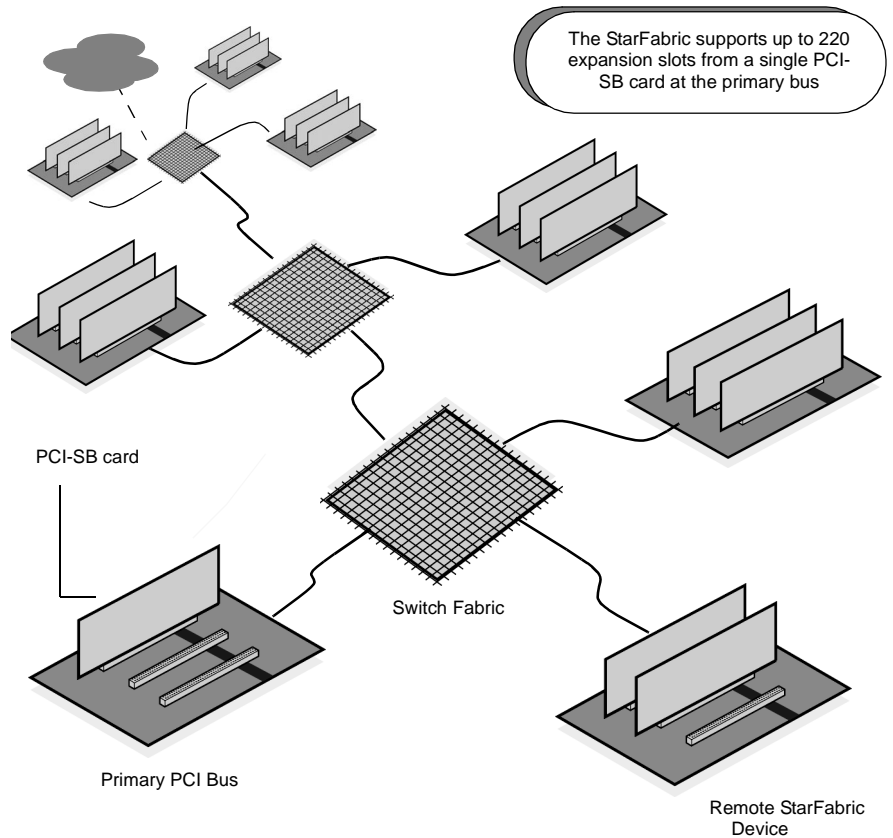 The StarFabric supports up to 220
expansion slots from a single PCI-
SB card at the primary bus
PCI-SB card
Switch Fabric
Primary PCI Bus
Remote StarFabric
Device